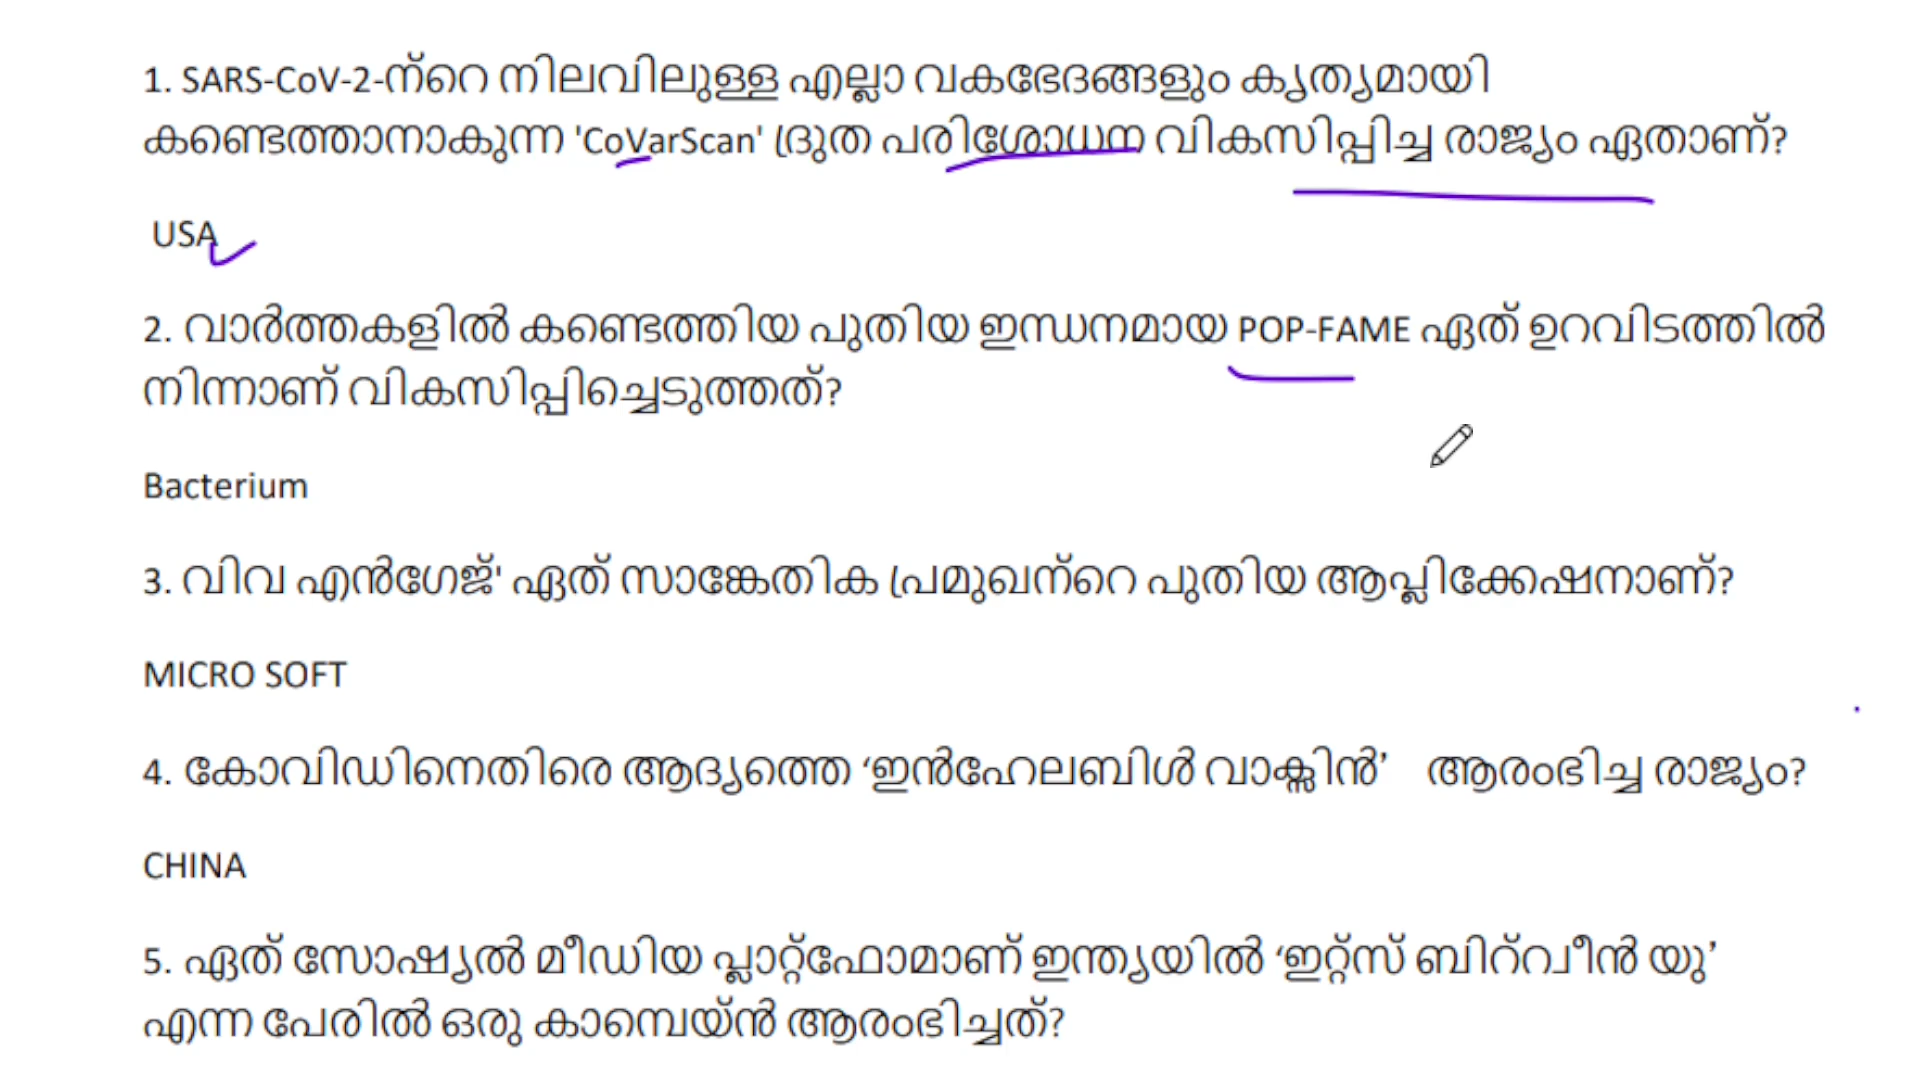 1. SARS-CoV-2-ന്റെ നിലവിലുള്ള എല്ലാ വകഭേദങ്ങളും കൃത്യമായി
കണ്ടെത്താനാകുന്ന 'CoVarScan' ദ്രുത പരിശോധന വികസിപ്പിച്ച രാജ്യം ഏതാണ്?
USA
2. വാർത്തകളിൽ കണ്ടെത്തിയ പുതിയ ഇന്ധനമായ POP-FAME ഏത് ഉറവിടത്തിൽ
നിന്നാണ് വികസിപ്പിച്ചെടുത്തത്?
Bacterium
3. വിവ എൻഗേജ്' ഏത് സാങ്കേതിക പ്രമുഖന്റെ പുതിയ ആപ്ലിക്കേഷനാണ്?
MICRO SOFT
4. കോവിഡിനെതിരെ ആദ്യത്തെ ‘ഇൻഹേലബിൾ വാക്സിൻ’ ആരംഭിച്ച രാജ്യം?
CHINA
5. ഏത് സോഷ്യൽ മീഡിയ പ്ലാറ്റ്ഫോമാണ് ഇന്ത്യയിൽ ‘ഇറ്റ്സ് ബിറ്വീൻ യു’
എന്ന പേരിൽ ഒരു കാമ്പെയ്ൻ ആരംഭിച്ചത്?